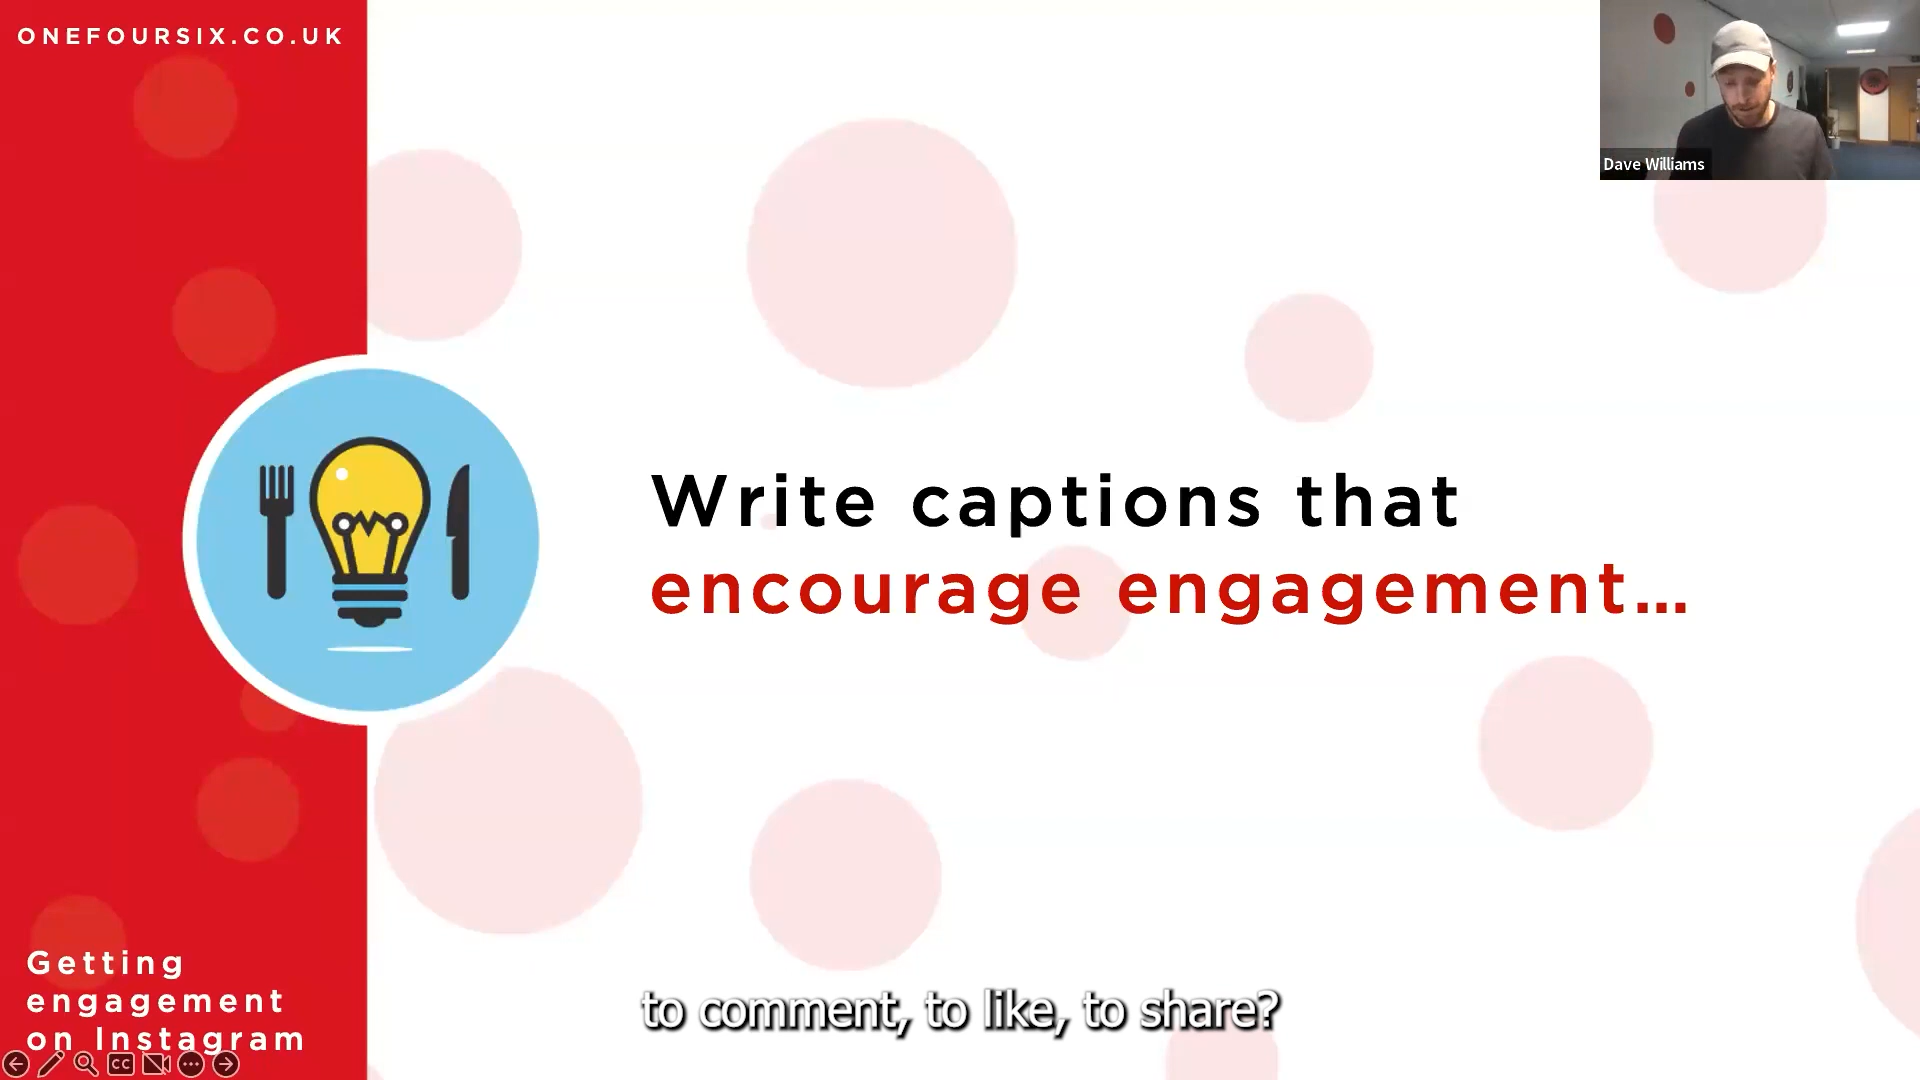 ONEFOURSIX.CO.UK
Dave Williams
Write captions that
encourage engagement...
Getting
engagement
on Instagram
to comment, to like, to share?
CC